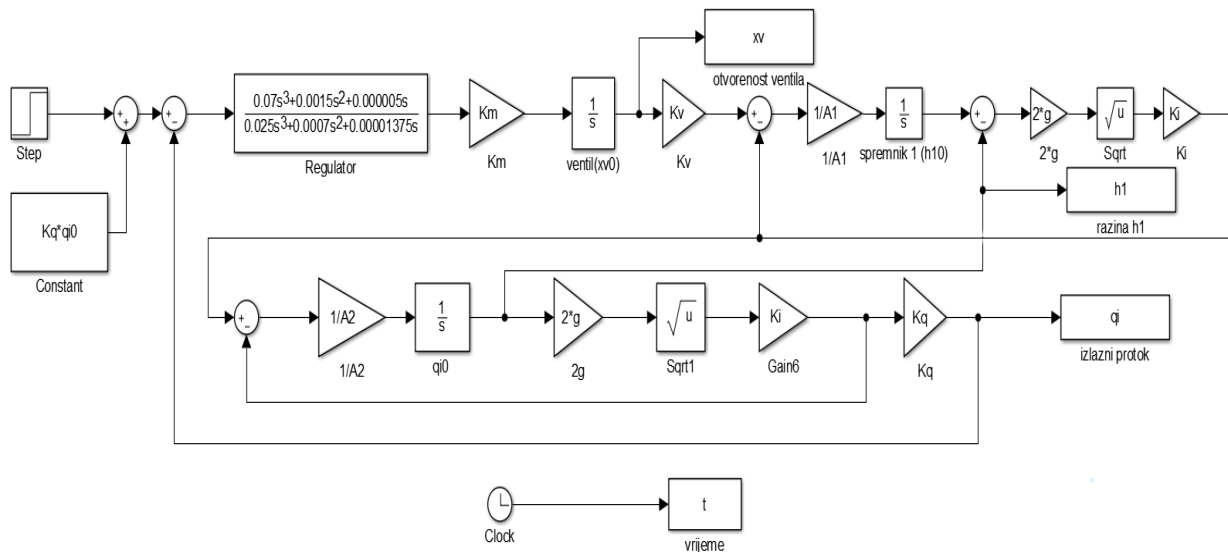 xv
otvorenost ventila
Step
+
+
+
−
0.07s³+0.0015s²+0.000005s
0.025s³+0.0007s²+0.00001375s
Regulator
Km
Km
1
s
ventil(xv0)
Kv
Kv
+
−
1/A1
1/A1
1
s
spremnik 1 (h10)
+
−
2*g
2*g
√u
Sqrt
Ki
Ki
Kq*qi0
Constant
h1
razina h1
+
−
1/A2
1/A2
1
s
qi0
2*g
2g
√u
Sqrt1
Ki
Gain6
Kq
Kq
qi
izlazni protok
Clock
t
vrijeme